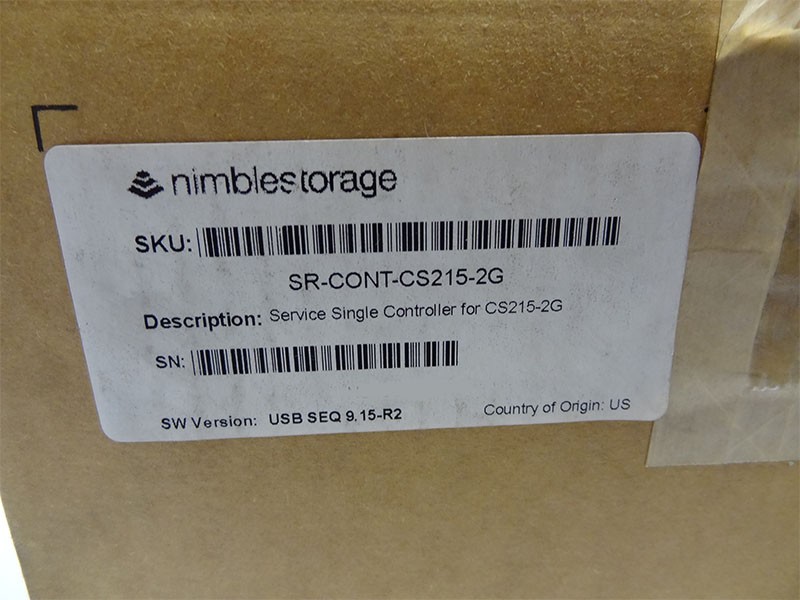 nimblestorage
SKU:
SR-CONT-CS215-2G
Description: Service Single Controller for CS215-2G
SN:
SW Version: USB SEQ 9.15-R2 Country of Origin: US